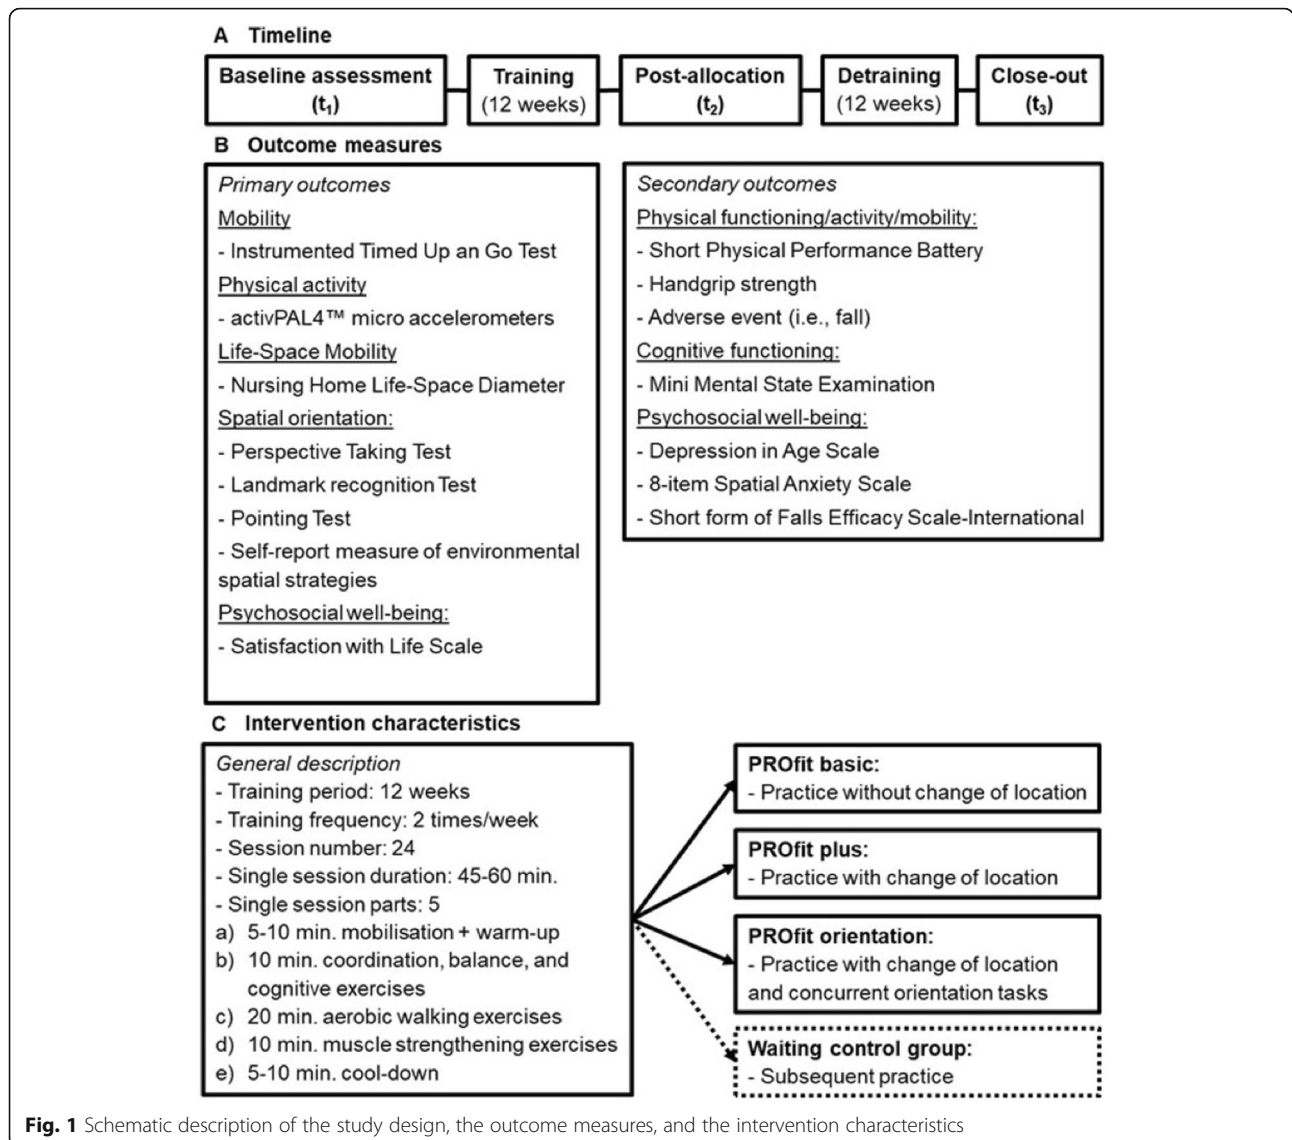 A Timeline
Baseline assessment
(t₁)
Training
(12 weeks)
Post-allocation
(t₂)
Detraining
(12 weeks)
Close-out
(t₃)
B Outcome measures
Primary outcomes
Mobility
- Instrumented Timed Up an Go Test
Physical activity
- activPAL4™ micro accelerometers
Life-Space Mobility
- Nursing Home Life-Space Diameter
Spatial orientation:
- Perspective Taking Test
- Landmark recognition Test
- Pointing Test
- Self-report measure of environmental
spatial strategies
Psychosocial well-being:
- Satisfaction with Life Scale
Secondary outcomes
Physical functioning/activity/mobility:
- Short Physical Performance Battery
- Handgrip strength
- Adverse event (i.e., fall)
Cognitive functioning:
- Mini Mental State Examination
Psychosocial well-being:
- Depression in Age Scale
- 8-item Spatial Anxiety Scale
- Short form of Falls Efficacy Scale-International
C Intervention characteristics
General description
- Training period: 12 weeks
- Training frequency: 2 times/week
- Session number: 24
- Single session duration: 45-60 min.
- Single session parts: 5
a) 5-10 min. mobilisation + warm-up
b) 10 min. coordination, balance, and
cognitive exercises
c) 20 min. aerobic walking exercises
d) 10 min. muscle strengthening exercises
e) 5-10 min. cool-down
PROfit basic:
- Practice without change of location
PROfit plus:
- Practice with change of location
PROfit orientation:
- Practice with change of location
and concurrent orientation tasks
Waiting control group:
- Subsequent practice
Fig. 1 Schematic description of the study design, the outcome measures, and the intervention characteristics